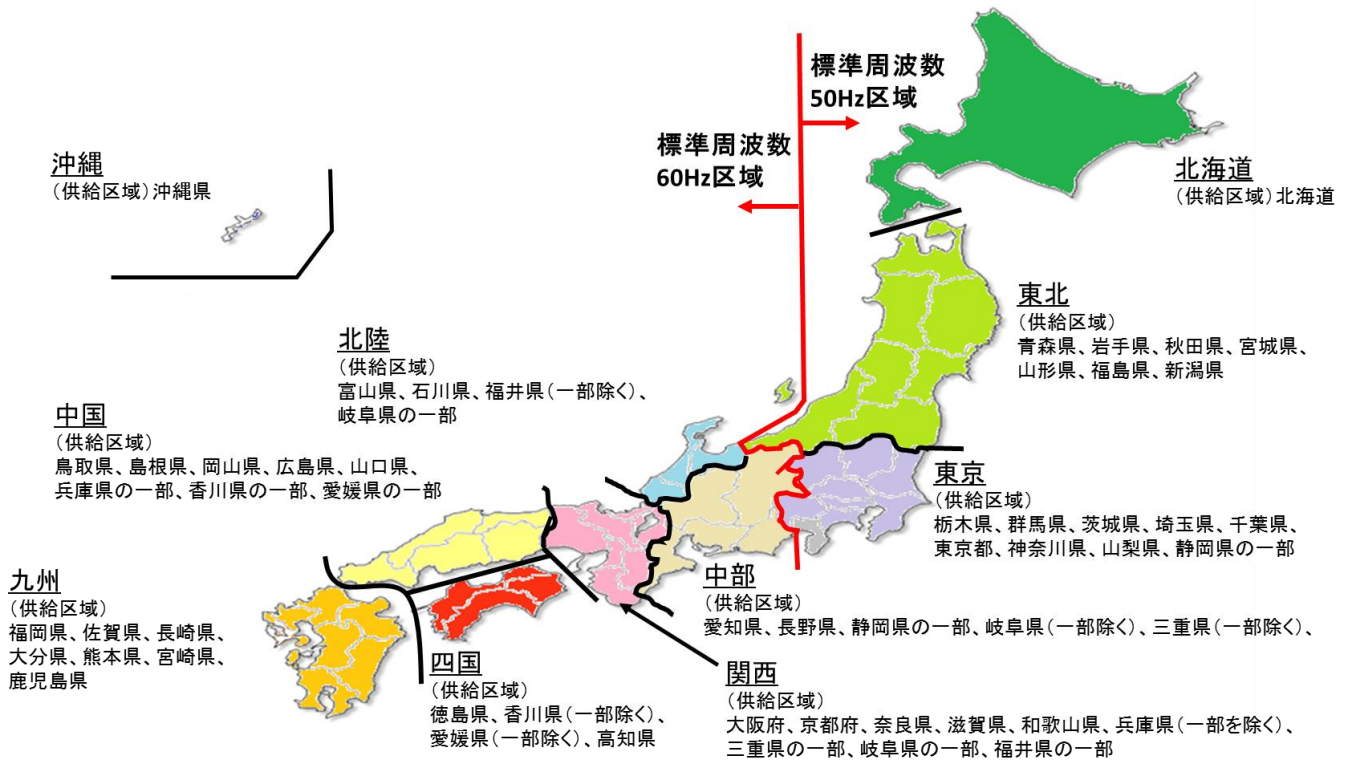 標準周波数
50Hz区域
標準周波数
60Hz区域
沖縄
（供給区域）沖縄県
北海道
（供給区域）北海道
東北
（供給区域）
青森県、岩手県、秋田県、宮城県、
山形県、福島県、新潟県
北陸
（供給区域）
富山県、石川県、福井県（一部除く）、
岐阜県の一部
中国
（供給区域）
鳥取県、島根県、岡山県、広島県、山口県、
兵庫県の一部、香川県の一部、愛媛県の一部
東京
（供給区域）
栃木県、群馬県、茨城県、埼玉県、千葉県、
東京都、神奈川県、山梨県、静岡県の一部
中部
（供給区域）
愛知県、長野県、静岡県の一部、岐阜県（一部除く）、三重県（一部除く）、
九州
（供給区域）
福岡県、佐賀県、長崎県、
大分県、熊本県、宮崎県、
鹿児島県
四国
（供給区域）
徳島県、香川県（一部除く）、
愛媛県（一部除く）、高知県
関西
（供給区域）
大阪府、京都府、奈良県、滋賀県、和歌山県、兵庫県（一部を除く）、
三重県の一部、岐阜県の一部、福井県の一部